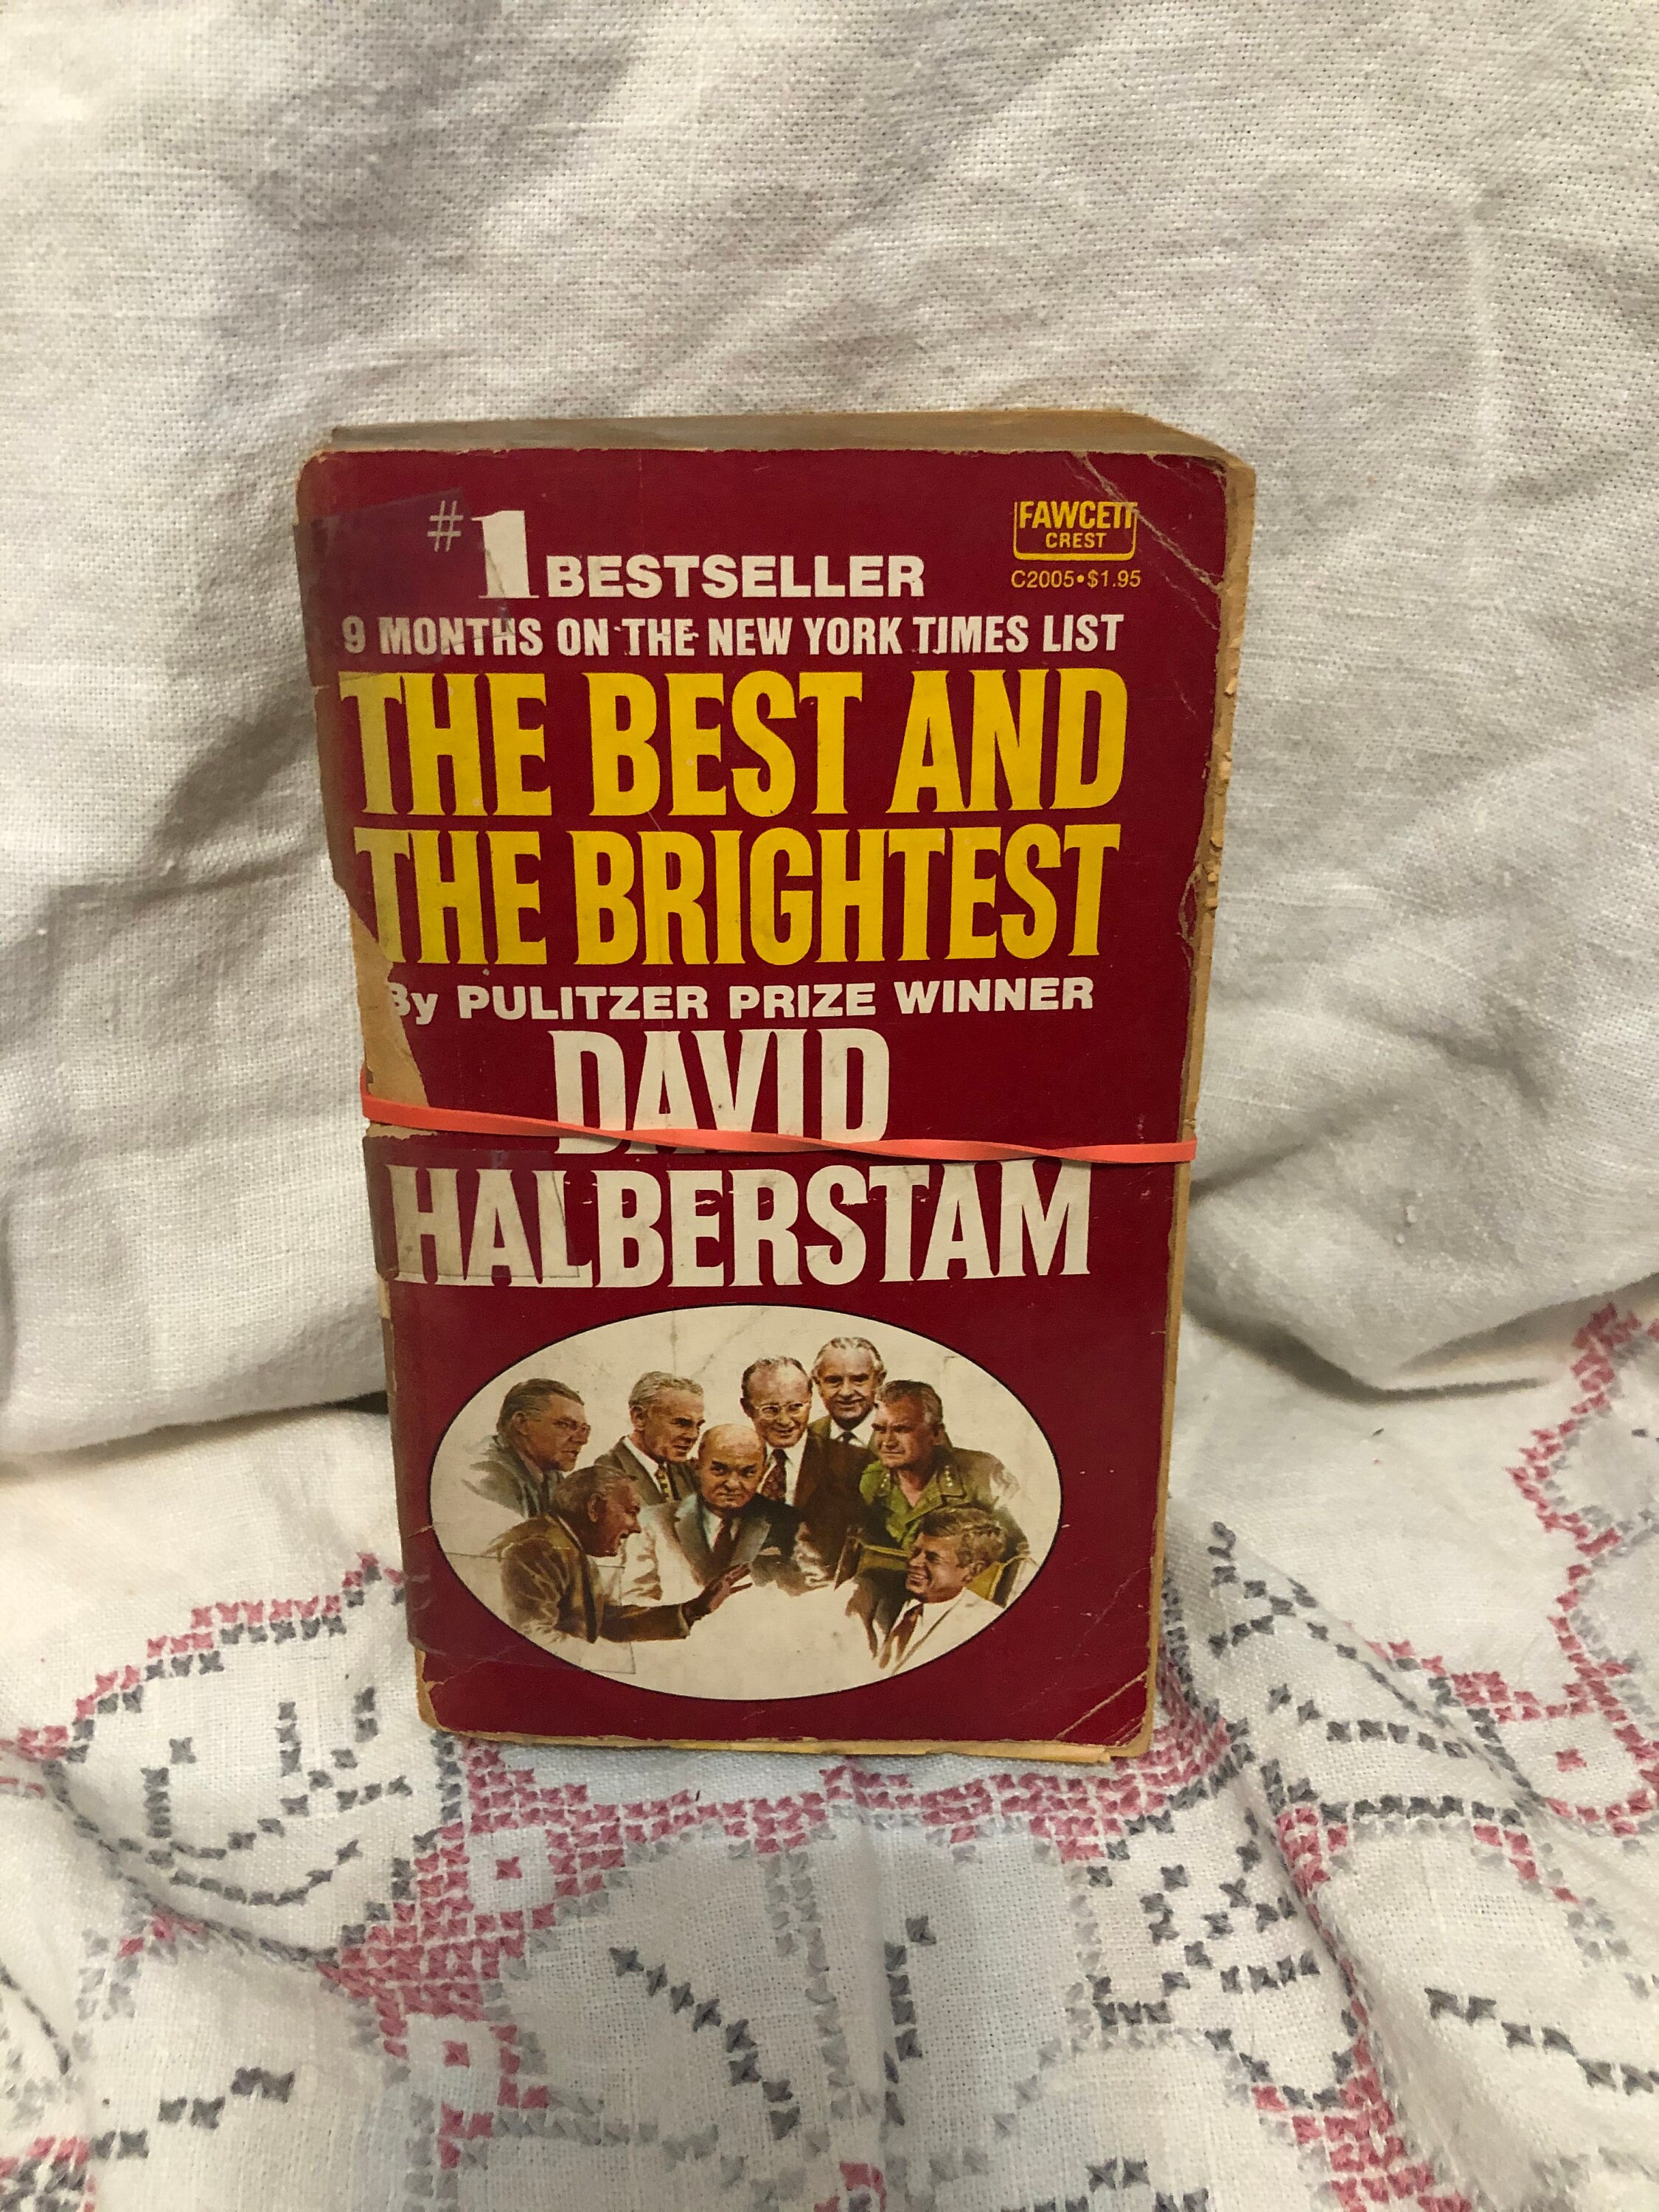 #1 BESTSELLER
FAWCETT
CREST
C2005•$1.95
9 MONTHS ON THE NEW YORK TIMES LIST
THE BEST AND
THE BRIGHTEST
By PULITZER PRIZE WINNER
DAVID
HALBERSTAM